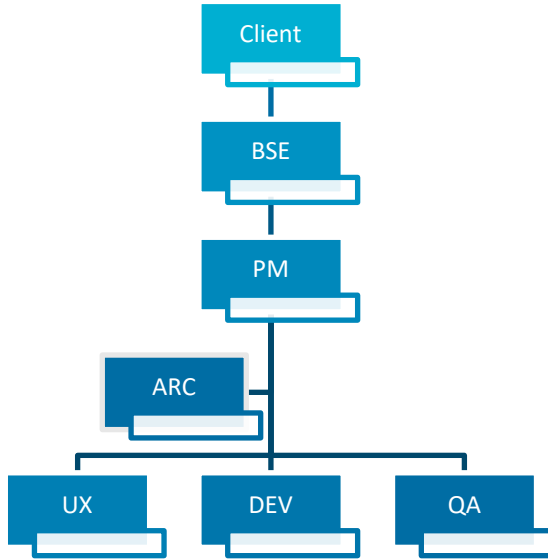 Client
BSE
PM
ARC
UX
DEV
QA